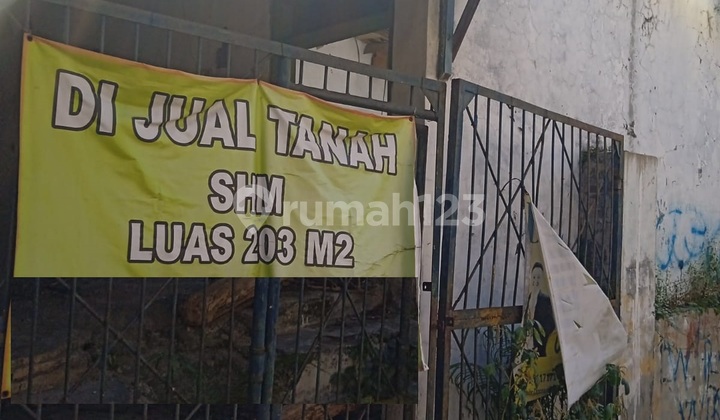 DI JUAL TANAH
SHM
LUAS 203 M2
rumah123